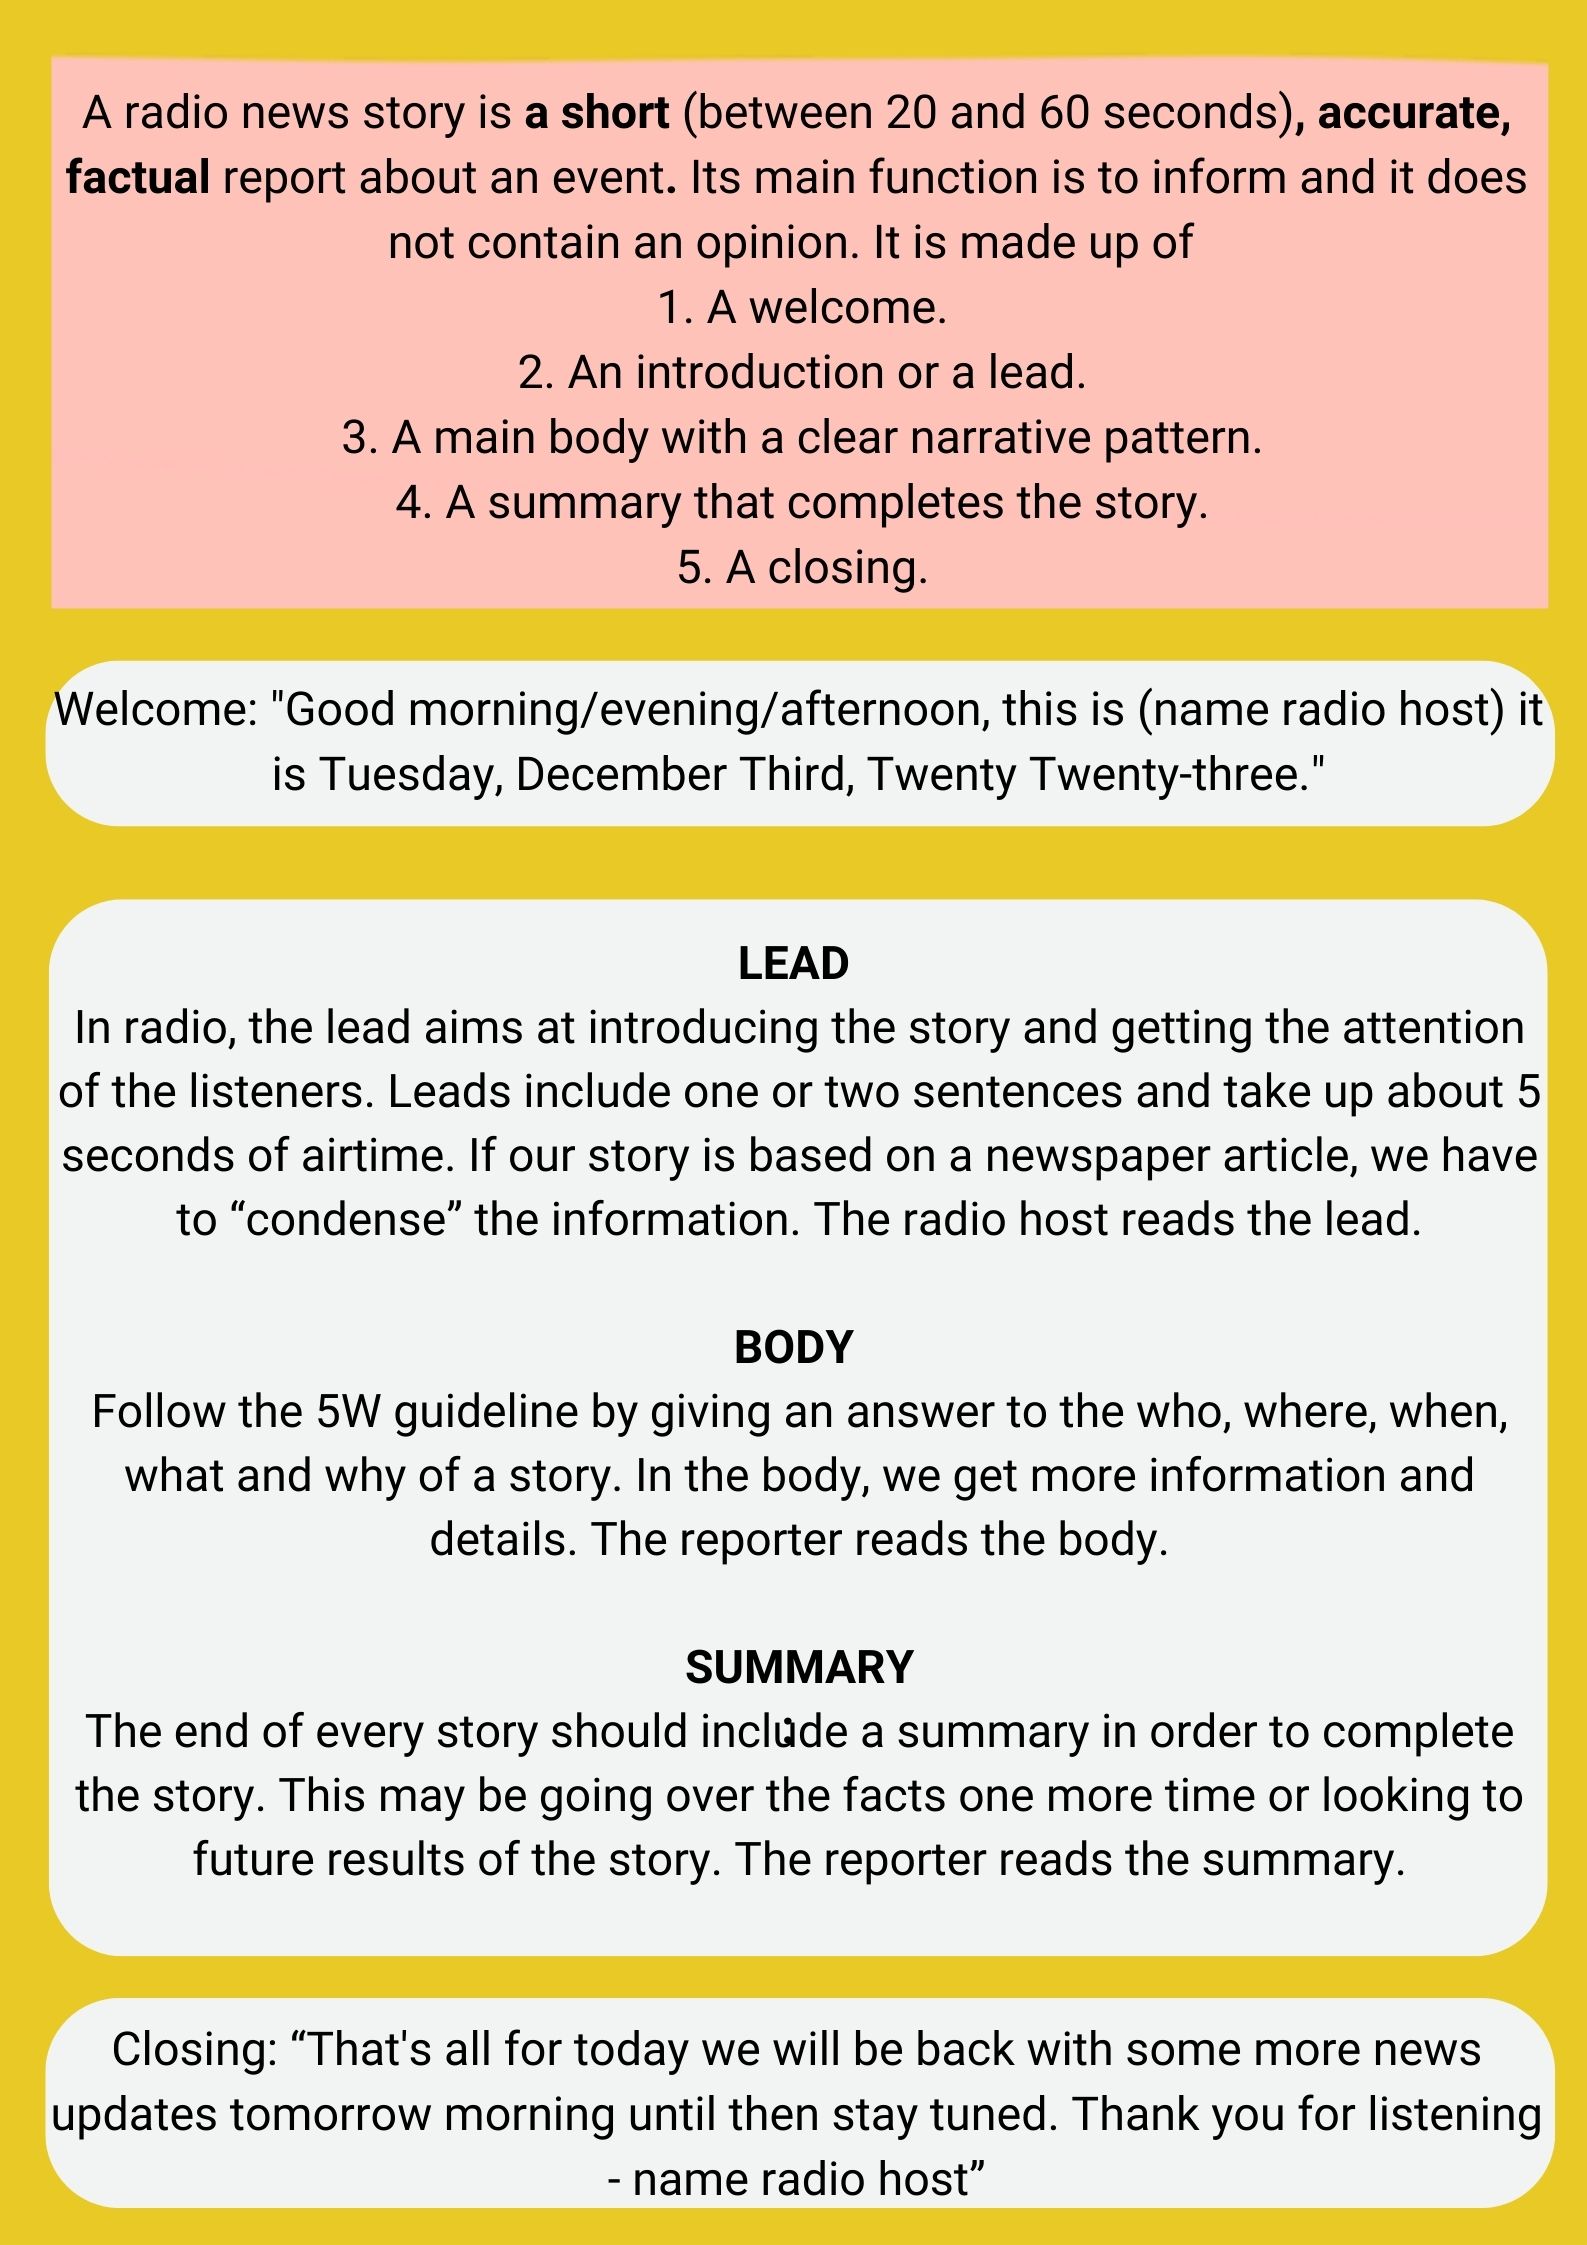 A radio news story is a short (between 20 and 60 seconds), accurate,
factual report about an event. Its main function is to inform and it does
not contain an opinion. It is made up of
1. A welcome.
2. An introduction or a lead.
3. A main body with a clear narrative pattern.
4. A summary that completes the story.
5. A closing.
Welcome: "Good morning/evening/afternoon, this is (name radio host) it
is Tuesday, December Third, Twenty Twenty-three."
LEAD
In radio, the lead aims at introducing the story and getting the attention
of the listeners. Leads include one or two sentences and take up about 5
seconds of airtime. If our story is based on a newspaper article, we have
to “condense” the information. The radio host reads the lead.
BODY
Follow the 5W guideline by giving an answer to the who, where, when,
what and why of a story. In the body, we get more information and
details. The reporter reads the body.
SUMMARY
The end of every story should include a summary in order to complete
the story. This may be going over the facts one more time or looking to
future results of the story. The reporter reads the summary.
Closing: “That's all for today we will be back with some more news
updates tomorrow morning until then stay tuned. Thank you for listening
- name radio host”